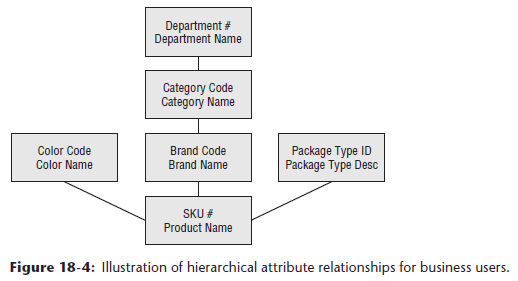 Department #
Department Name
Category Code
Category Name
Color Code
Color Name
Brand Code
Brand Name
Package Type ID
Package Type Desc
SKU #
Product Name
Figure 18-4: Illustration of hierarchical attribute relationships for business users.